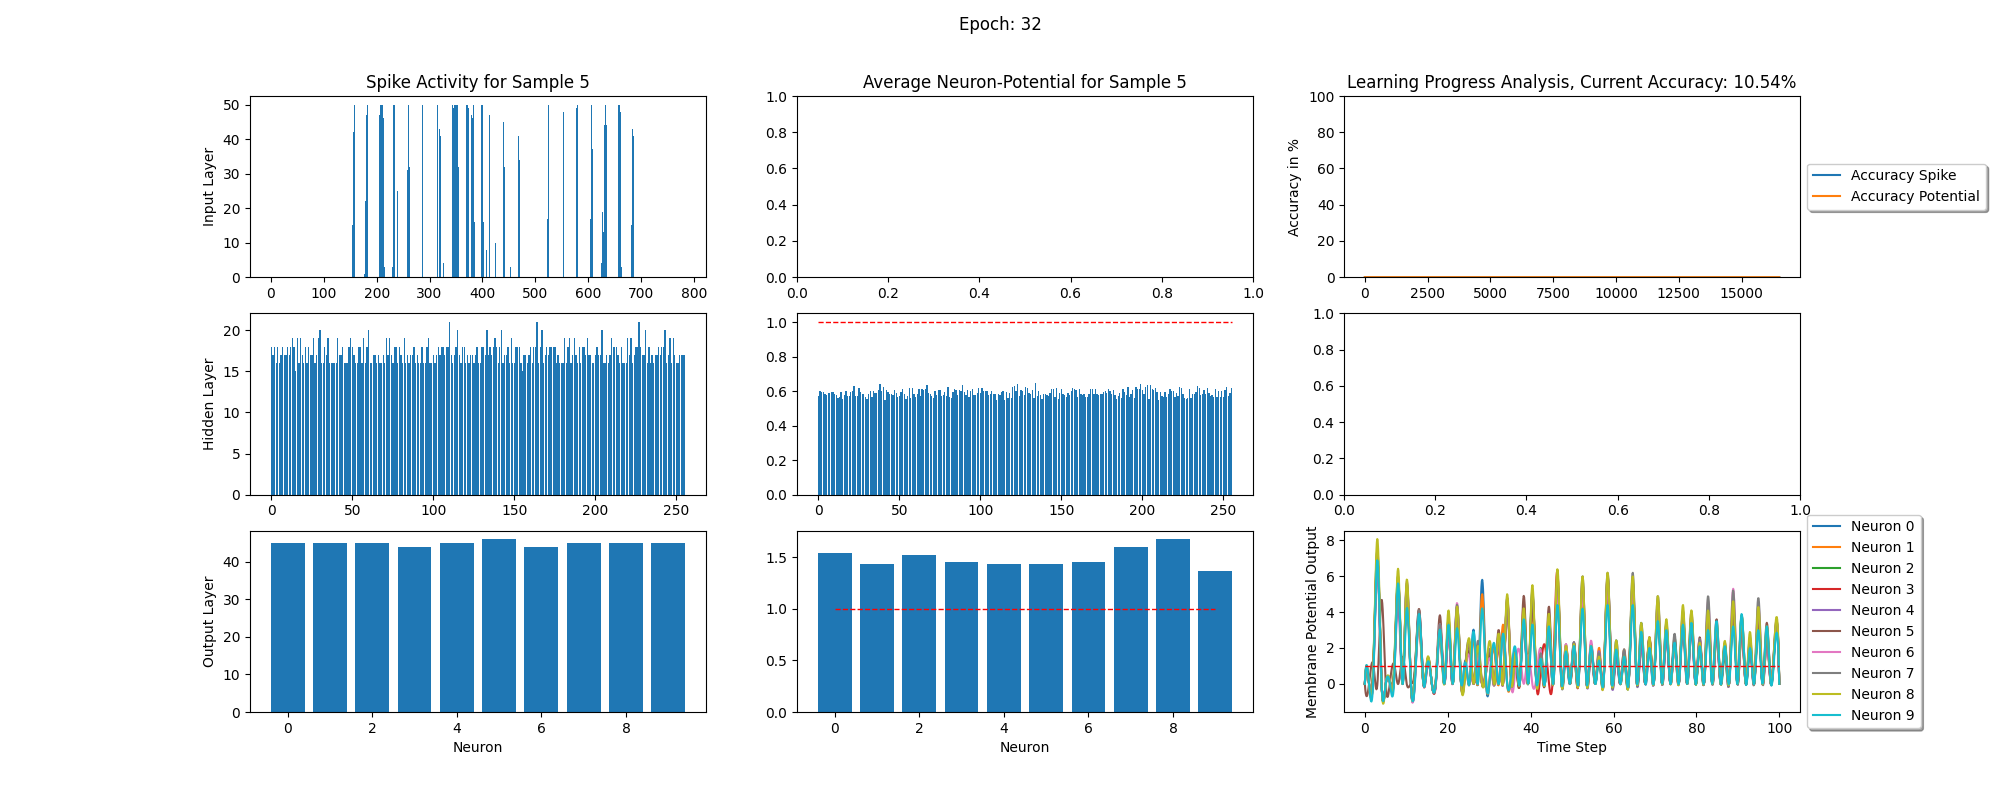 Epoch: 32
Spike Activity for Sample 5
Input Layer
50
40
30
20
10
0
0 100 200 300 400 500 600 700 800
Average Neuron-Potential for Sample 5
1.0
0.8
0.6
0.4
0.2
0.0
0.0 0.2 0.4 0.6 0.8 1.0
Learning Progress Analysis, Current Accuracy: 10.54%
Accuracy in %
100
80
60
40
20
0
0 2500 5000 7500 10000 12500 15000
Accuracy Spike
Accuracy Potential
Hidden Layer
20
15
10
5
0
0 50 100 150 200 250
1.0
0.8
0.6
0.4
0.2
0.0
0 50 100 150 200 250
1.0
0.8
0.6
0.4
0.2
0.0
0.0 0.2 0.4 0.6 0.8 1.0
Output Layer
40
30
20
10
0
0 2 4 6 8
Neuron
1.5
1.0
0.5
0.0
0 2 4 6 8
Neuron
Membrane Potential Output
8
6
4
2
0
0 20 40 60 80 100
Time Step
Neuron 0
Neuron 1
Neuron 2
Neuron 3
Neuron 4
Neuron 5
Neuron 6
Neuron 7
Neuron 8
Neuron 9